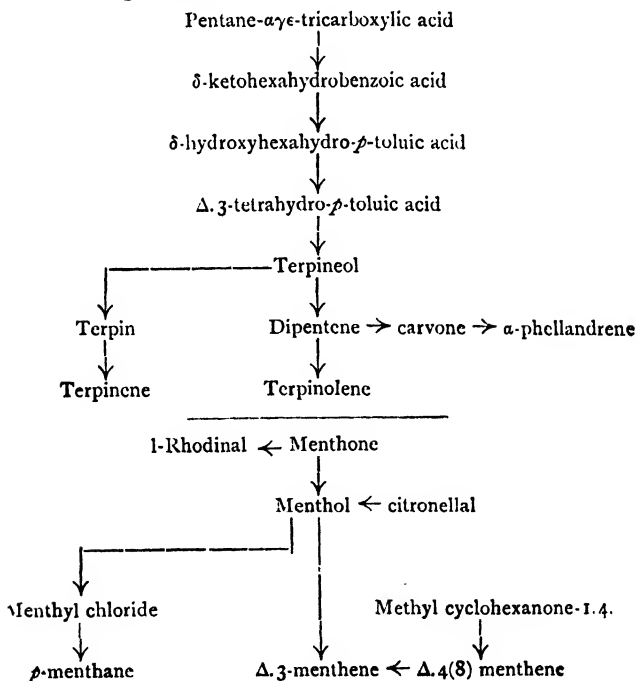 Pentane-αγε-tricarboxylic acid
δ-ketohexahydrobenzoic acid
δ-hydroxyhexahydro-p-toluic acid
Δ.3-tetrahydro-p-toluic acid
Terpineol
Terpin
Dipentene → carvone → α-phellandrene
Terpinene
Terpinolene
l-Rhodinal ← Menthone
Menthol ← citronellal
Menthyl chloride
Methyl cyclohexanone-1.4.
p-menthane
Δ.3-menthene ← Δ.4(8) menthene